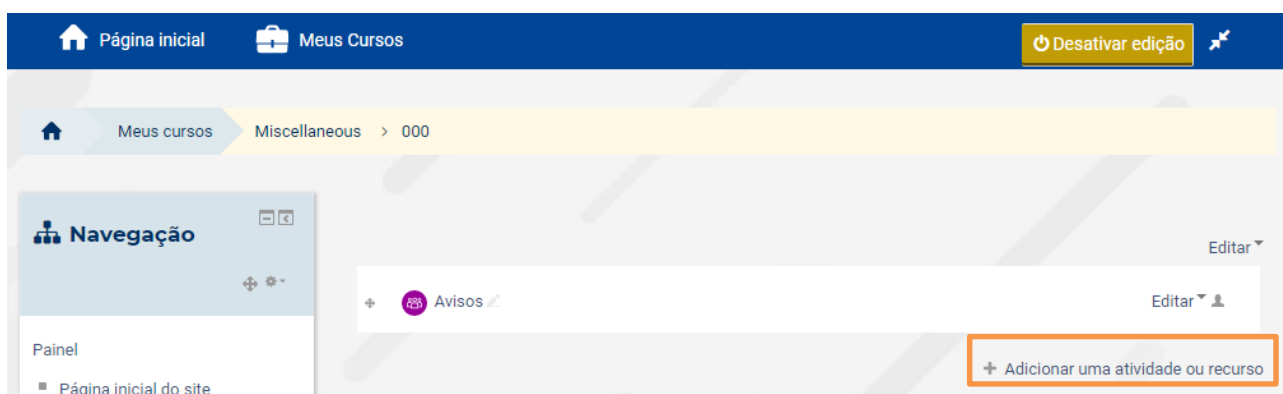 Página inicial
Meus Cursos
Desativar edição
Meus cursos
Miscellaneous > 000
Navegação
Editar
Avisos
Editar
Painel
+ Adicionar uma atividade ou recurso
Página inicial do site